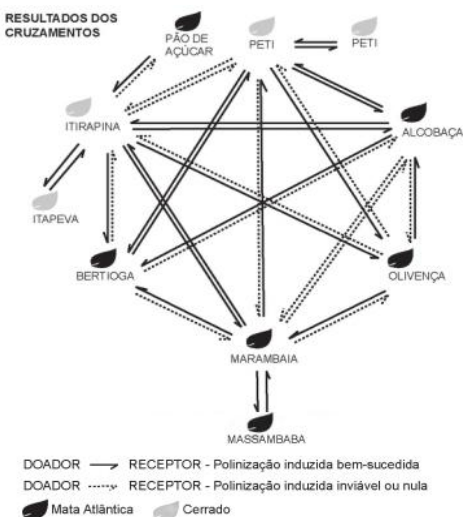 RESULTADOS DOS
CRUZAMENTOS
PÃO DE
AÇÚCAR
PETI
PETI
ITIRAPINA
ALCOBAÇA
ITAPEVA
BERTIOGA
OLIVENÇA
MARAMBAIA
MASSAMBABA
DOADOR RECEPTOR - Polinização induzida bem-sucedida
DOADOR RECEPTOR - Polinização induzida inviável ou nula
Mata Atlântica Cerrado